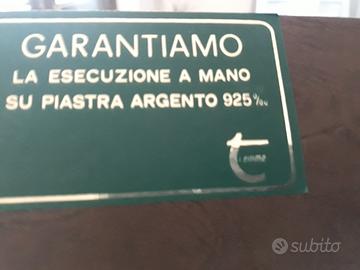 GARANTIAMO
LA ESECUZIONE A MANO
SU PIASTRA ARGENTO 925‰
subito